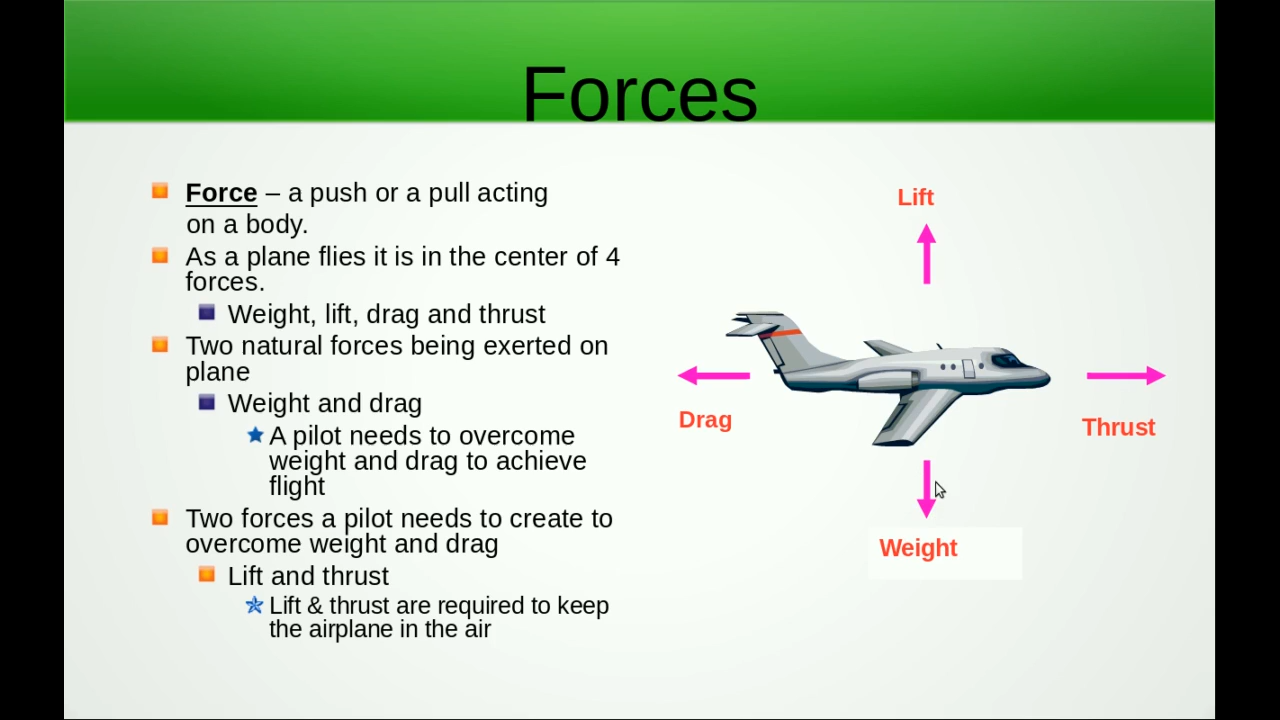 Forces
Force – a push or a pull acting
on a body.
As a plane flies it is in the center of 4
forces.
Weight, lift, drag and thrust
Two natural forces being exerted on
plane
Weight and drag
A pilot needs to overcome
weight and drag to achieve
flight
Two forces a pilot needs to create to
overcome weight and drag
Lift and thrust
Lift & thrust are required to keep
the airplane in the air
Lift
Drag
Thrust
Weight